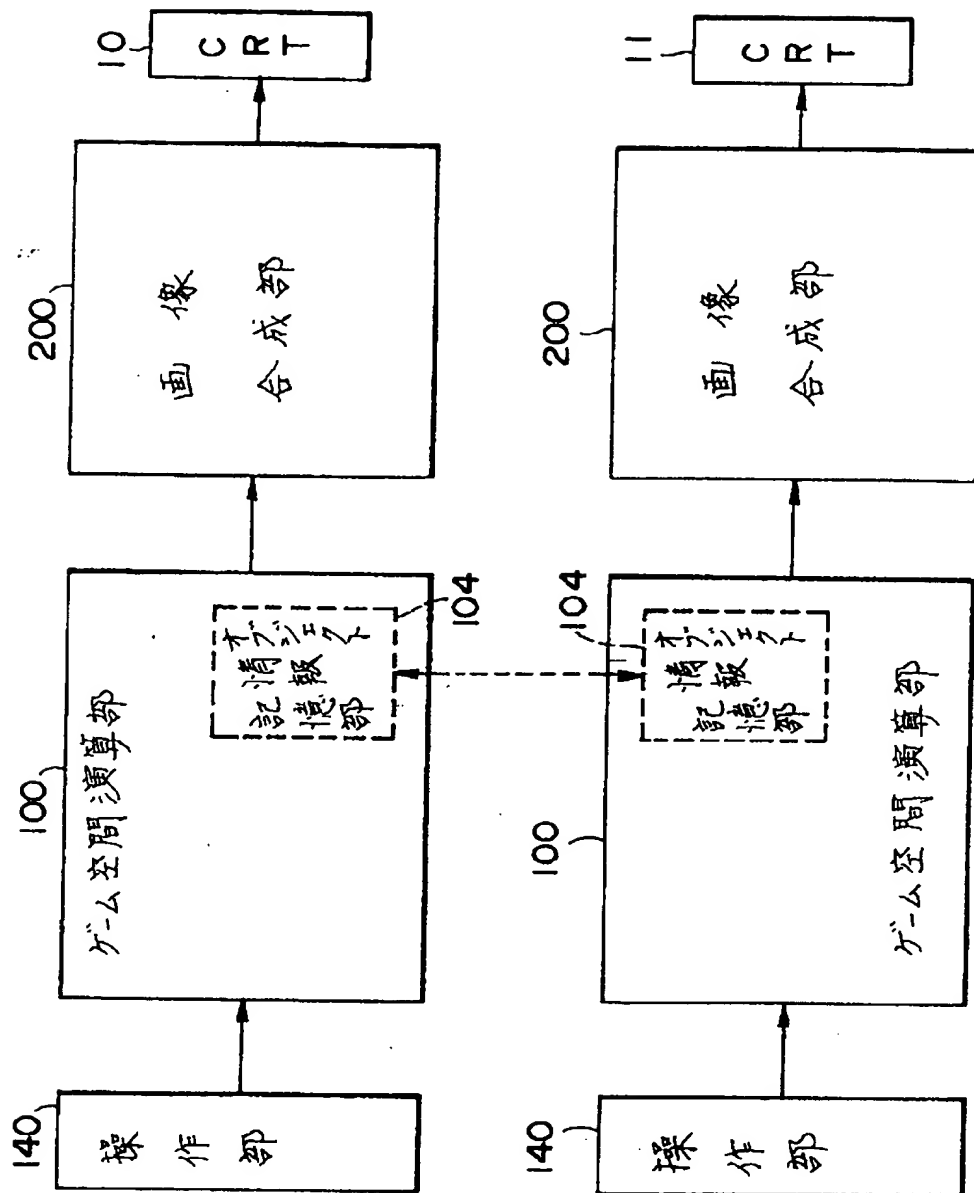 140
操作部
100
ゲーム空間演算部
オブジェクト
情報
記憶部
104
200
画像
合成部
10
CRT
140
操作部
100
ゲーム空間演算部
オブジェクト
情報
記憶部
104
200
画像
合成部
11
CRT